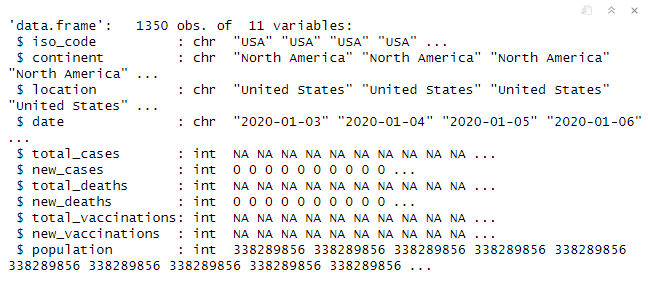 'data.frame':   1350 obs. of  11 variables:
 $ iso_code          : chr  "USA" "USA" "USA" "USA" ...
 $ continent         : chr  "North America" "North America" "North America"
"North America" ...
 $ location          : chr  "United States" "United States" "United States"
"United States" ...
 $ date              : chr  "2020-01-03" "2020-01-04" "2020-01-05" "2020-01-06"
...
 $ total_cases       : int  NA NA NA NA NA NA NA NA NA NA ...
 $ new_cases         : int  0 0 0 0 0 0 0 0 0 0 ...
 $ total_deaths      : int  NA NA NA NA NA NA NA NA NA NA ...
 $ new_deaths        : int  0 0 0 0 0 0 0 0 0 0 ...
 $ total_vaccinations: int  NA NA NA NA NA NA NA NA NA NA ...
 $ new_vaccinations  : int  NA NA NA NA NA NA NA NA NA NA ...
 $ population        : int  338289856 338289856 338289856 338289856 338289856
338289856 338289856 338289856 338289856 338289856 ...